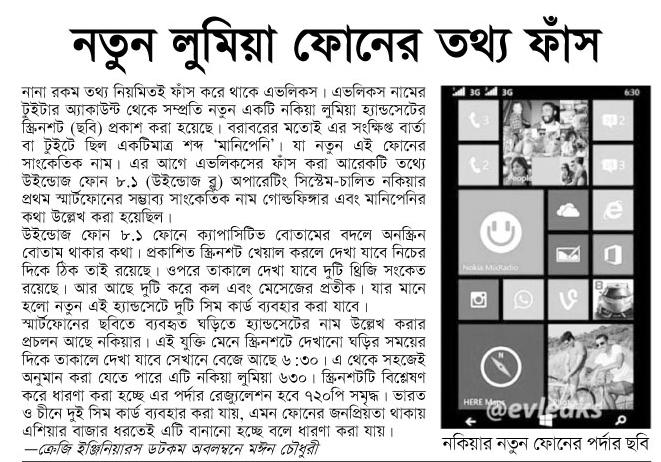 নতুন লুমিয়া ফোনের তথ্য ফাঁস
নানা রকম তথ্য নিয়মিতই ফাঁস করে থাকে এভলিকস। এভলিকস নামের
টুইটার অ্যাকাউন্ট থেকে সম্প্রতি নতুন একটি নকিয়া লুমিয়া হ্যান্ডসেটের
স্ক্রিনশট (ছবি) প্রকাশ করা হয়েছে। বরাবরের মতোই এর সংক্ষিপ্ত বার্তা
বা টুইটে ছিল একটিমাত্র শব্দ ‘মানিপেনি’। যা নতুন এই ফোনের
সাংকেতিক নাম। এর আগে এভলিকসের ফাঁস করা আরেকটি তথ্যে
উইন্ডোজ ফোন ৮.১ (উইন্ডোজ ব্লু) অপারেটিং সিস্টেম-চালিত নকিয়ার
প্রথম স্মার্টফোনের সম্ভাব্য সাংকেতিক নাম গোল্ডফিঙ্গার এবং মানিপেনির
কথা উল্লেখ করা হয়েছিল।
উইন্ডোজ ফোন ৮.১ ফোনে ক্যাপাসিটিভ বোতামের বদলে অনস্ক্রিন
বোতাম থাকার কথা। প্রকাশিত স্ক্রিনশট খেয়াল করলে দেখা যাবে নিচের
দিকে ঠিক তাই রয়েছে। ওপরে তাকালে দেখা যাবে দুটি থ্রিজি সংকেত
রয়েছে। আর আছে দুটি করে কল এবং মেসেজের প্রতীক। যার মানে
হলো নতুন এই হ্যান্ডসেটে দুটি সিম কার্ড ব্যবহার করা যাবে।
স্মার্টফোনের ছবিতে ব্যবহৃত ঘড়িতে হ্যান্ডসেটের নাম উল্লেখ করার
প্রচলন আছে নকিয়ার। এই যুক্তি মেনে স্ক্রিনশটে দেখানো ঘড়ির সময়ের
দিকে তাকালে দেখা যাবে সেখানে বেজে আছে ৬:৩০। এ থেকে সহজেই
অনুমান করা যেতে পারে এটি নকিয়া লুমিয়া ৬৩০। স্ক্রিনশটটি বিশ্লেষণ
করে ধারণা করা হচ্ছে এর পর্দার রেজ্যুলেশন হবে ৭২০পি সমৃদ্ধ। ভারত
ও চীনে দুই সিম কার্ড ব্যবহার করা যায়, এমন ফোনের জনপ্রিয়তা থাকায়
এশিয়ার বাজার ধরতেই এটি বানানো হচ্ছে বলে ধারণা করা যায়।
—ক্রেজি ইঞ্জিনিয়ারস ডটকম অবলম্বনে মঈন চৌধুরী
3G 3G 6:30
3 2
2 People 3
Nokia MixRadio
8
HERE Maps
@evleaks
নকিয়ার নতুন ফোনের পর্দার ছবি